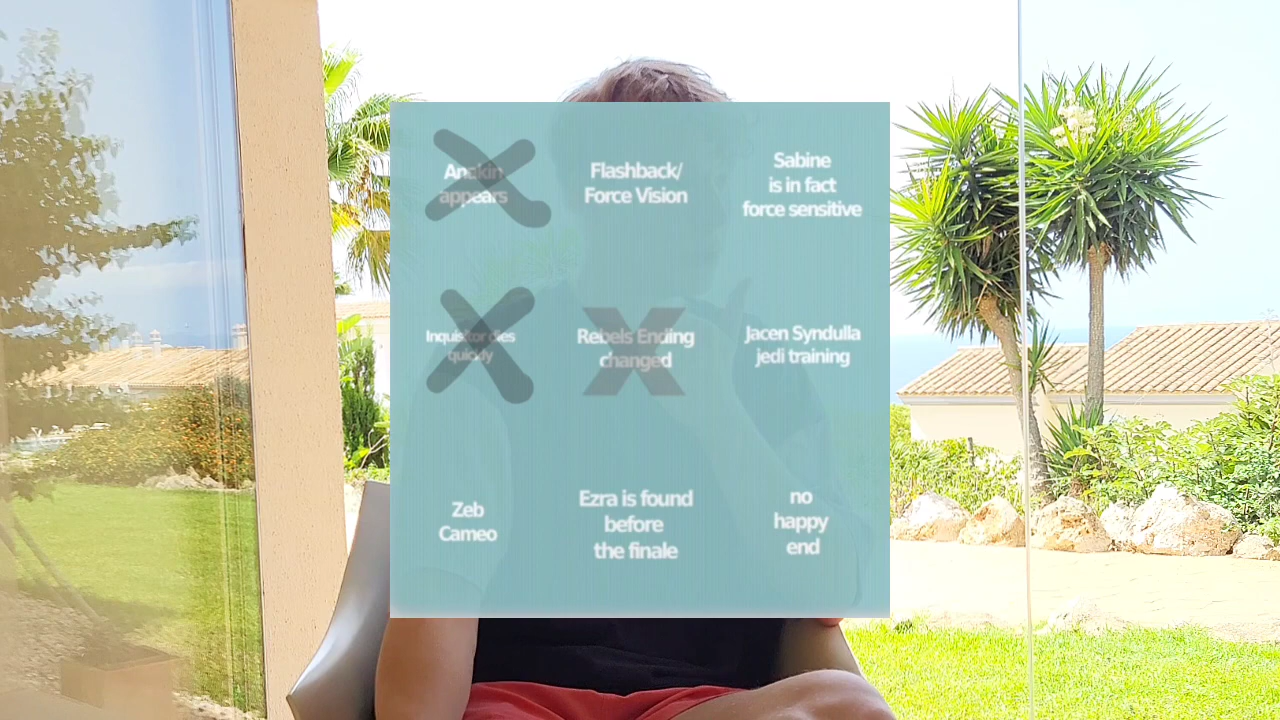 Anakin
appears
Flashback/
Force Vision
Sabine
is in fact
force sensitive
Inquisitor dies
quickly
Rebels Ending
changed
Jacen Syndulla
jedi training
Zeb
Cameo
Ezra is found
before
the finale
no
happy
end